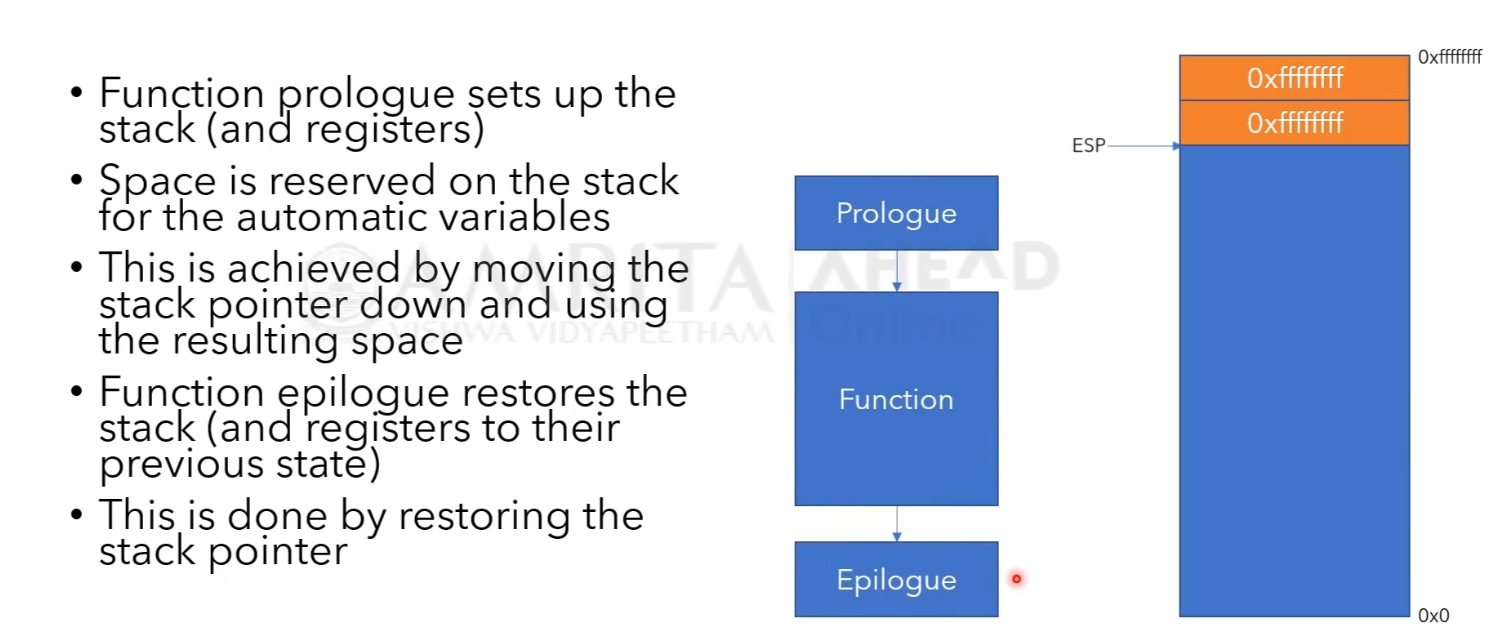 • Function prologue sets up the
stack (and registers)
• Space is reserved on the stack
for the automatic variables
• This is achieved by moving the
stack pointer down and using
the resulting space
• Function epilogue restores the
stack (and registers to their
previous state)
• This is done by restoring the
stack pointer
AMRITA
VISHWA VIDYAPEETHAM
AHEAD
Online
Prologue
Function
Epilogue
ESP
0xffffffff
0xffffffff
0xffffffff
0x0